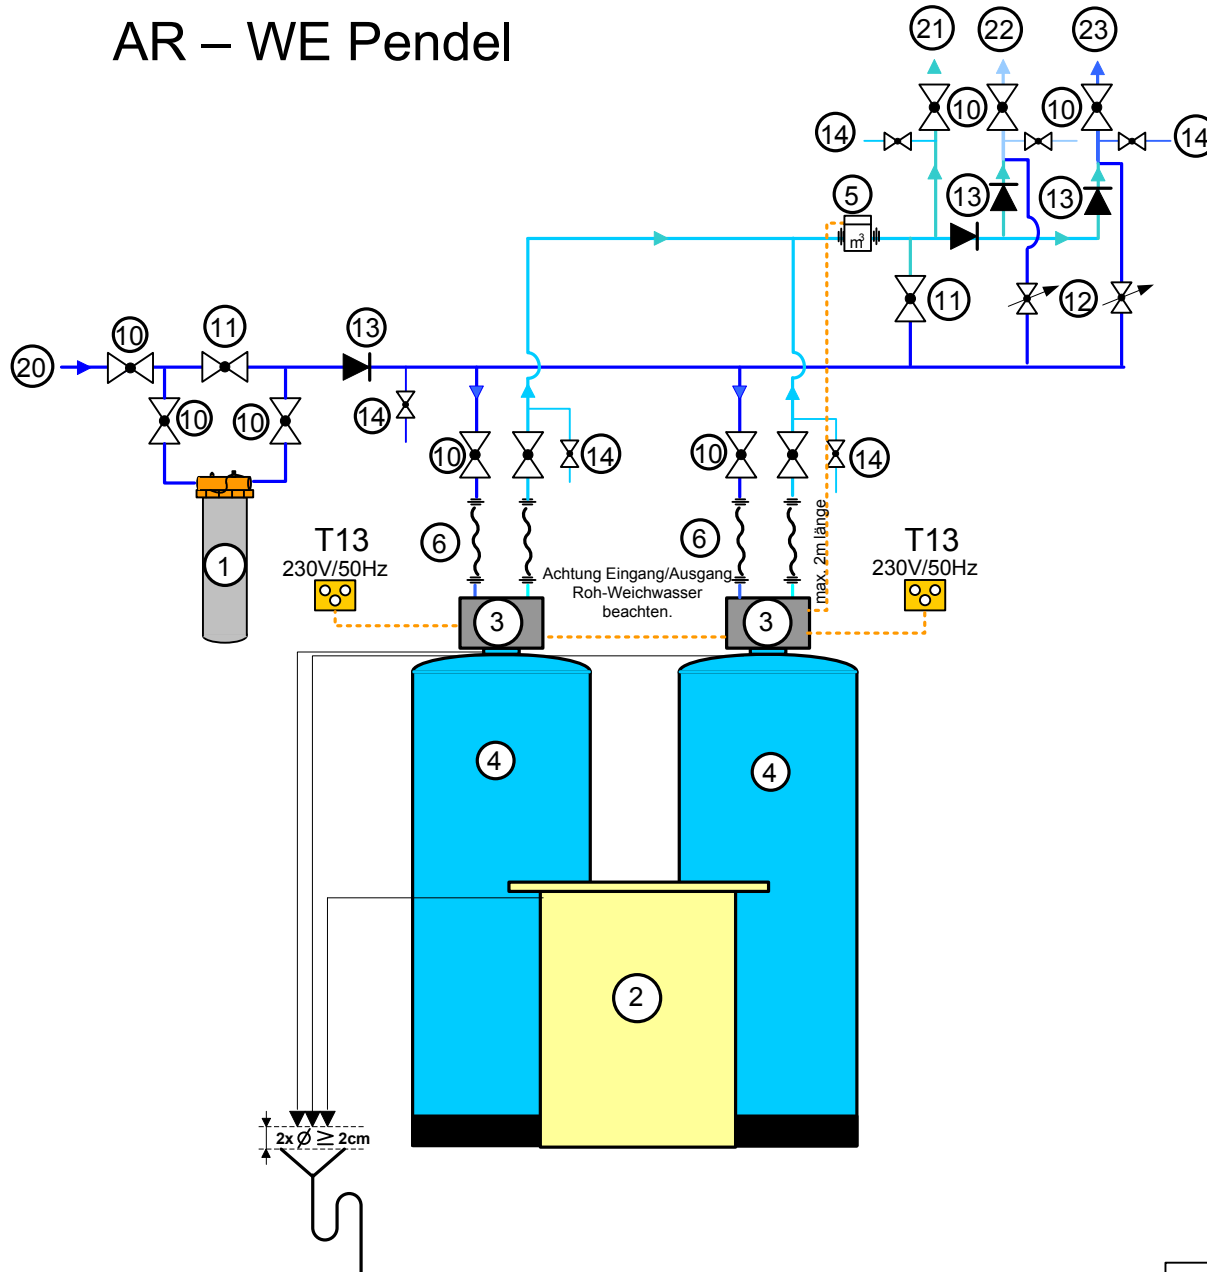 AR – WE Pendel
21 22 23
10 10
14 14
5
m³
13 13
11 12
10 11 13
20
10 10 14
10 14 10 14
6 6
max. 2m länge
T13
230V/50Hz
T13
230V/50Hz
Achtung Eingang/Ausgang
Roh-Weichwasser
beachten.
1
3 3
4 4
2
2x Ø ≥ 2cm